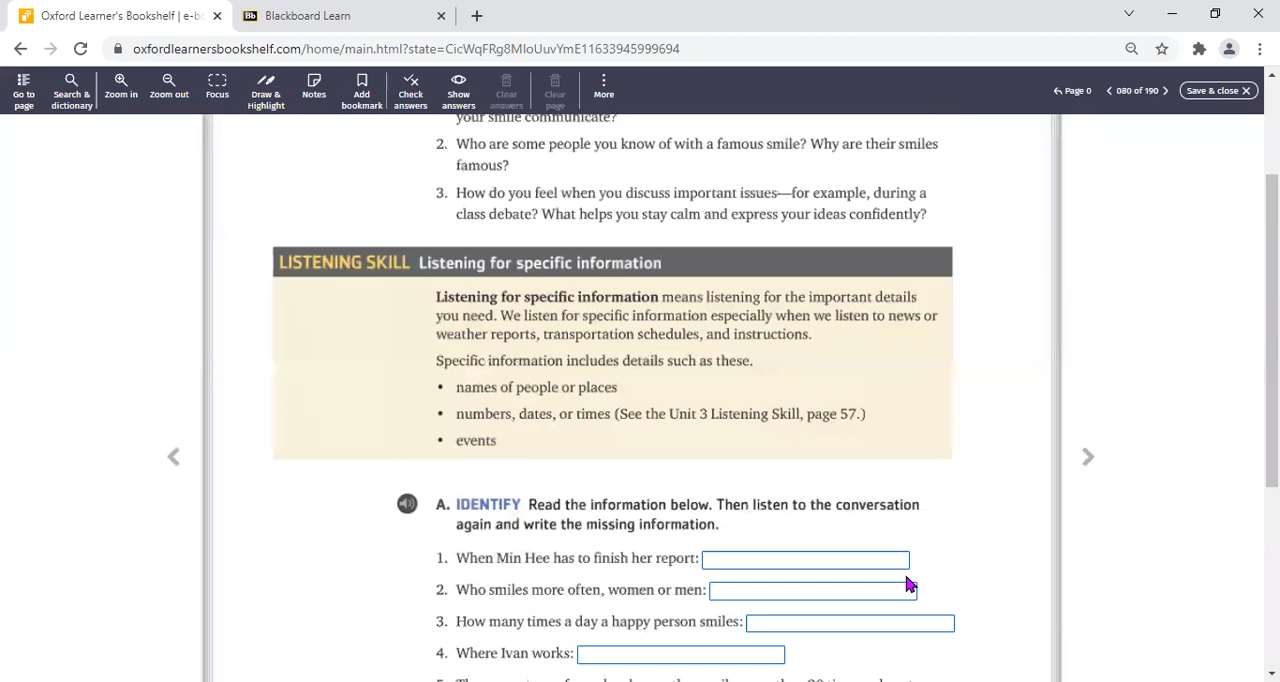 Oxford Learner's Bookshelf | e-bo
Blackboard Learn
oxfordlearnersbookshelf.com/home/main.html?state=CicWqFRg8MIoUuvYmE11633945999694
Go to page
Search & dictionary
Zoom in
Zoom out
Focus
Draw & Highlight
Notes
Add bookmark
Check answers
Show answers
Clear answers
Clear page
More
Page 0
080 of 190
Save & close
your smile communicate?
2. Who are some people you know of with a famous smile? Why are their smiles
famous?
3. How do you feel when you discuss important issues—for example, during a
class debate? What helps you stay calm and express your ideas confidently?
LISTENING SKILL Listening for specific information
Listening for specific information means listening for the important details
you need. We listen for specific information especially when we listen to news or
weather reports, transportation schedules, and instructions.
Specific information includes details such as these.
• names of people or places
• numbers, dates, or times (See the Unit 3 Listening Skill, page 57.)
• events
A. IDENTIFY Read the information below. Then listen to the conversation
again and write the missing information.
1. When Min Hee has to finish her report:
2. Who smiles more often, women or men:
3. How many times a day a happy person smiles:
4. Where Ivan works: